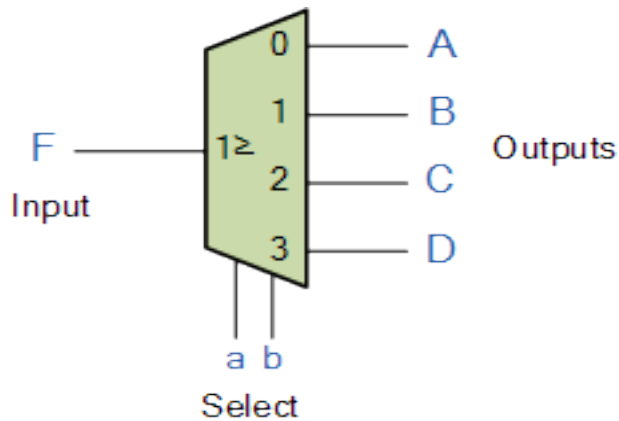 0 A
1 B
F 1≥ Outputs
2 C
Input
3 D
a b
Select